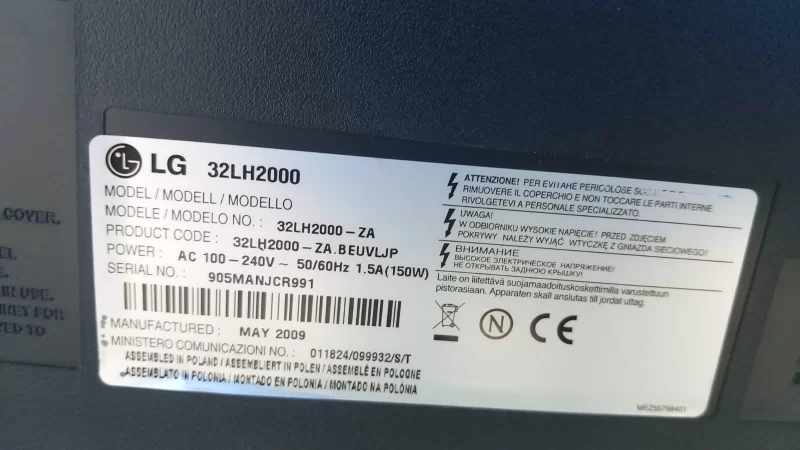 COVER.
LG 32LH2000
MODEL / MODELL / MODELLO
MODELE / MODELO NO. : 32LH2000-ZA
PRODUCT CODE : 32LH2000-ZA.BEUVLJP
POWER : AC 100-240V ~ 50/60Hz 1.5A(150W)
SERIAL NO. : 905MANJCR991
MANUFACTURED : MAY 2009
MINISTERO COMUNICAZIONI NO. : 011824/099932/S/T
ASSEMBLED IN POLAND / ASSEMBLIERT IN POLEN / ASSEMBLÉ EN POLOGNE
ASSEMBLATO IN POLONIA / MONTADO EN POLONIA / MONTADO NA POLÓNIA
ATTENZIONE! PER EVITARE PERICOLOSE
RIMUOVERE IL COPERCHIO E NON TOCCARE LE PARTI INTERNE.
RIVOLGETEVI A PERSONALE SPECIALIZZATO.
UWAGA!
W ODBIORNIKU WYSOKIE NAPIĘCIE! PRZED ZDJĘCIEM
POKRYWY NALEŻY WYJĄĆ WTYCZKĘ Z GNIAZDA SIECIOWEGO!
ВНИМАНИЕ
ВЫСОКОЕ ЭЛЕКТРИЧЕСКОЕ НАПРЯЖЕНИЕ!
НЕ ОТКРЫВАТЬ ЗАДНЮЮ КРЫШКУ!
Laite on liitettävä suojamaadoituskoskettimilla varustettuun
pistorasiaan. Apparaten skall anslutas till jordat uttag.
N CE
MEZ55798401